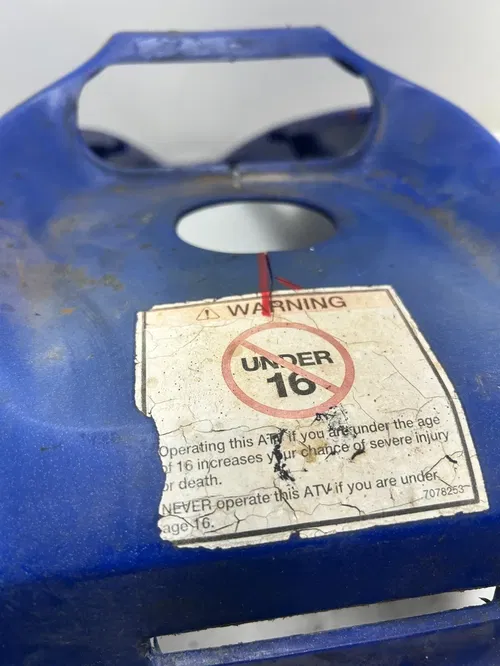 ⚠ WARNING
UNDER
16
Operating this ATV if you are under the age
of 16 increases your chance of severe injury
or death.
NEVER operate this ATV if you are under
age 16.
7078253